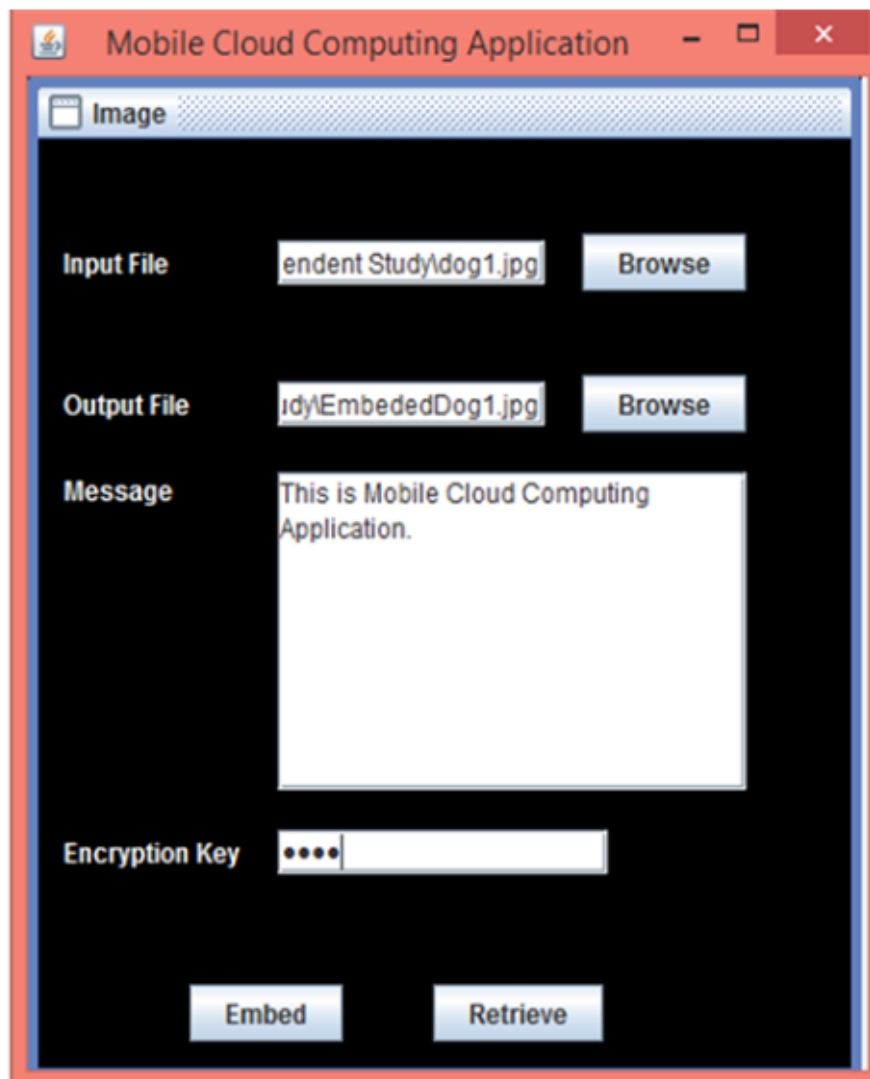 Mobile Cloud Computing Application
Image
Input File endent Study\dog1.jpg Browse
Output File udy\EmbededDog1.jpg Browse
Message This is Mobile Cloud Computing
Application.
Encryption Key ••••
Embed Retrieve